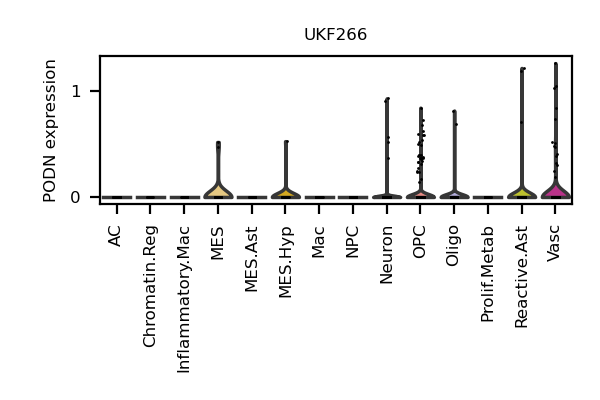 UKF266
PODN expression
1
0
AC
Chromatin.Reg
Inflammatory.Mac
MES
MES.Ast
MES.Hyp
Mac
NPC
Neuron
OPC
Oligo
Prolif.Metab
Reactive.Ast
Vasc